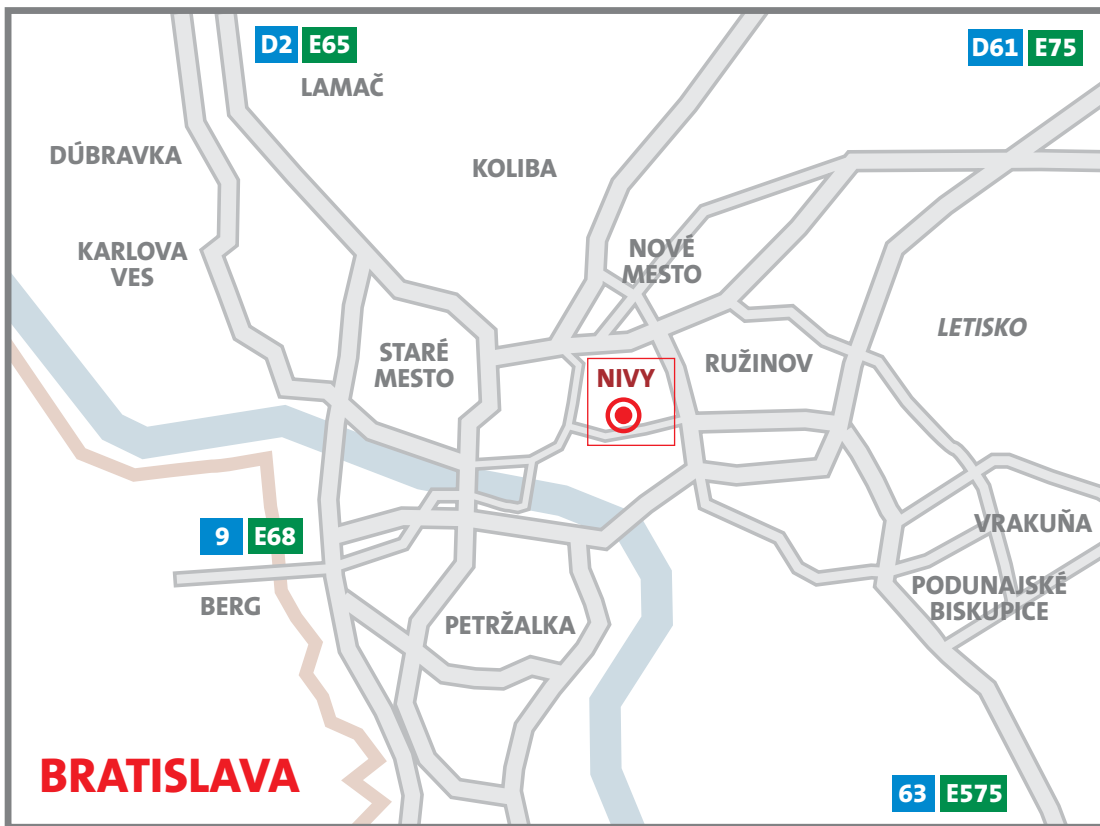 D2 E65
LAMAČ
D61 E75
DÚBRAVKA
KOLIBA
KARLOVA
VES
NOVÉ
MESTO
LETISKO
STARÉ
MESTO
NIVY
RUŽINOV
9 E68
BERG
VRAKUŇA
PODUNAJSKÉ
BISKUPICE
PETRŽALKA
BRATISLAVA
63 E575